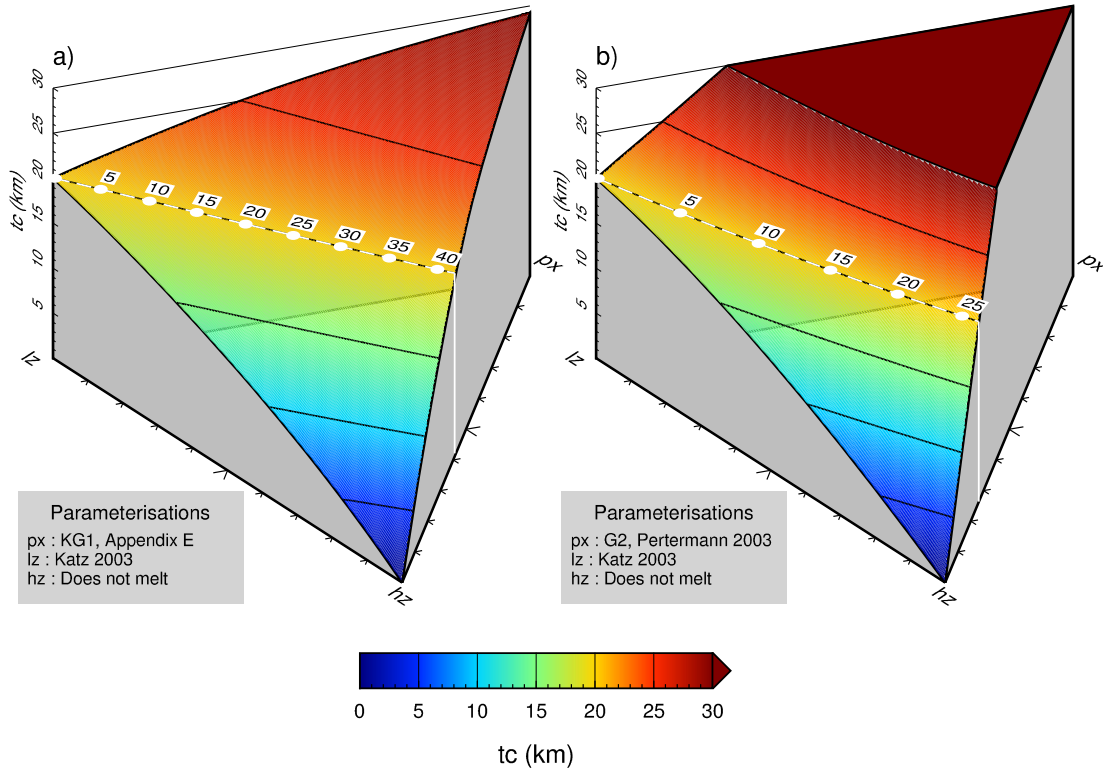 a)
30
25
20
15
10
5
tc (km)
5
10
15
20
25
30
35
40
px
lz
hz
Parameterisations
px : KG1, Appendix E
lz : Katz 2003
hz : Does not melt
b)
30
25
20
15
10
5
tc (km)
5
10
15
20
25
px
lz
hz
Parameterisations
px : G2, Pertermann 2003
lz : Katz 2003
hz : Does not melt
0 5 10 15 20 25 30
tc (km)